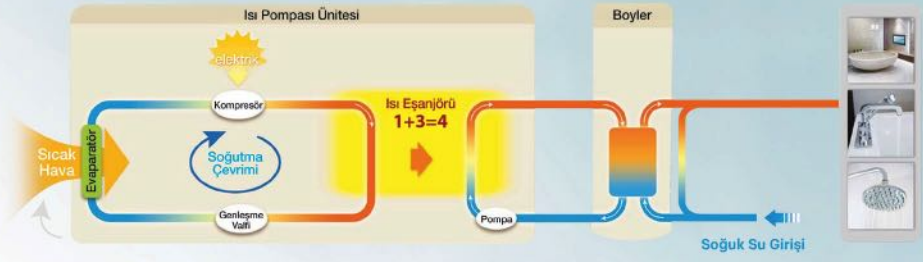 Isı Pompası Ünitesi
Boyler
elektrik
Kompresör
Isı Eşanjörü
1+3=4
Sıcak
Hava
Evaparatör
Soğutma
Çevrimi
Genleşme
Valfi
Pompa
Soğuk Su Girişi